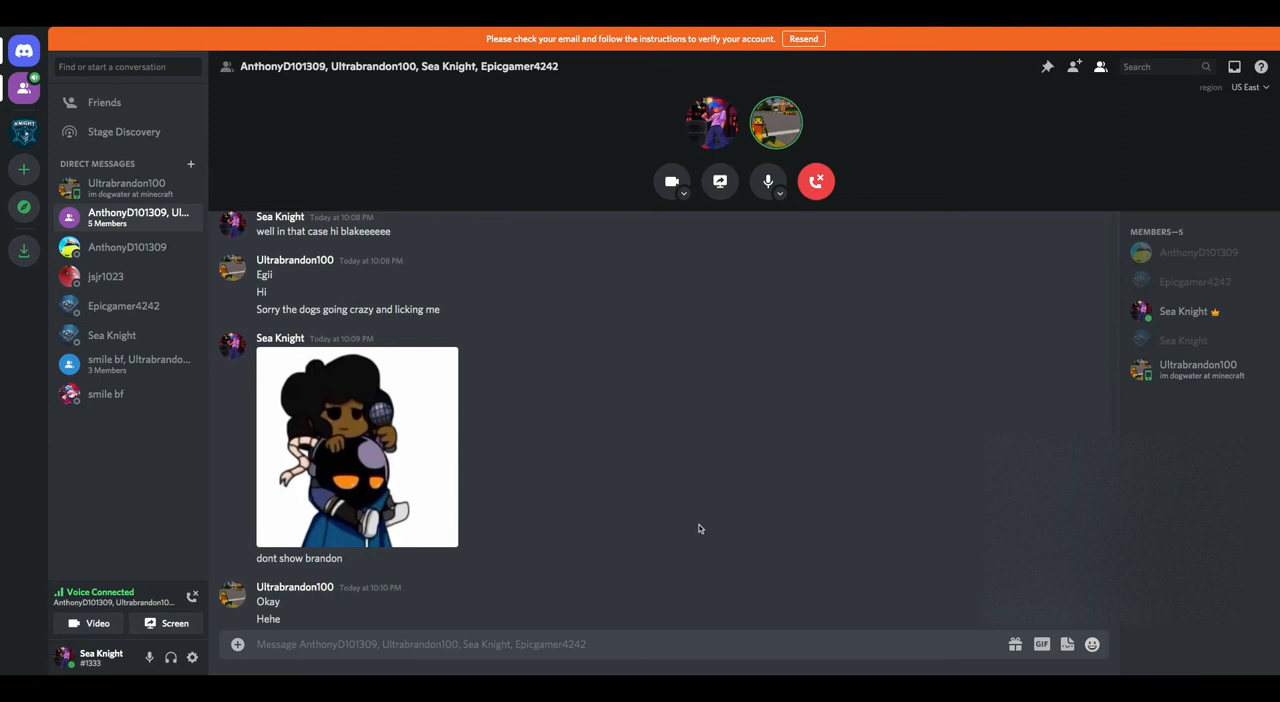 Please check your email and follow the instructions to verify your account. Resend
Find or start a conversation
AnthonyD101309, Ultrabrandon100, Sea Knight, Epicgamer4242
Search
region US East
KNIGHT
Friends
Stage Discovery
DIRECT MESSAGES
Ultrabrandon100
im dogwater at minecraft
AnthonyD101309, Ul...
5 Members
AnthonyD101309
jsjr1023
Epicgamer4242
Sea Knight
smile bf, Ultrabrando...
3 Members
smile bf
Voice Connected
AnthonyD101309, Ultrabrandon10...
Video
Screen
Sea Knight
#1333
Sea Knight Today at 10:08 PM
well in that case hi blakeeeeee
Ultrabrandon100 Today at 10:08 PM
Egii
Hi
Sorry the dogs going crazy and licking me
Sea Knight Today at 10:09 PM
dont show brandon
Ultrabrandon100 Today at 10:10 PM
Okay
Hehe
Message AnthonyD101309, Ultrabrandon100, Sea Knight, Epicgamer4242
GIF
MEMBERS—5
AnthonyD101309
Epicgamer4242
Sea Knight
Sea Knight
Ultrabrandon100
im dogwater at minecraft